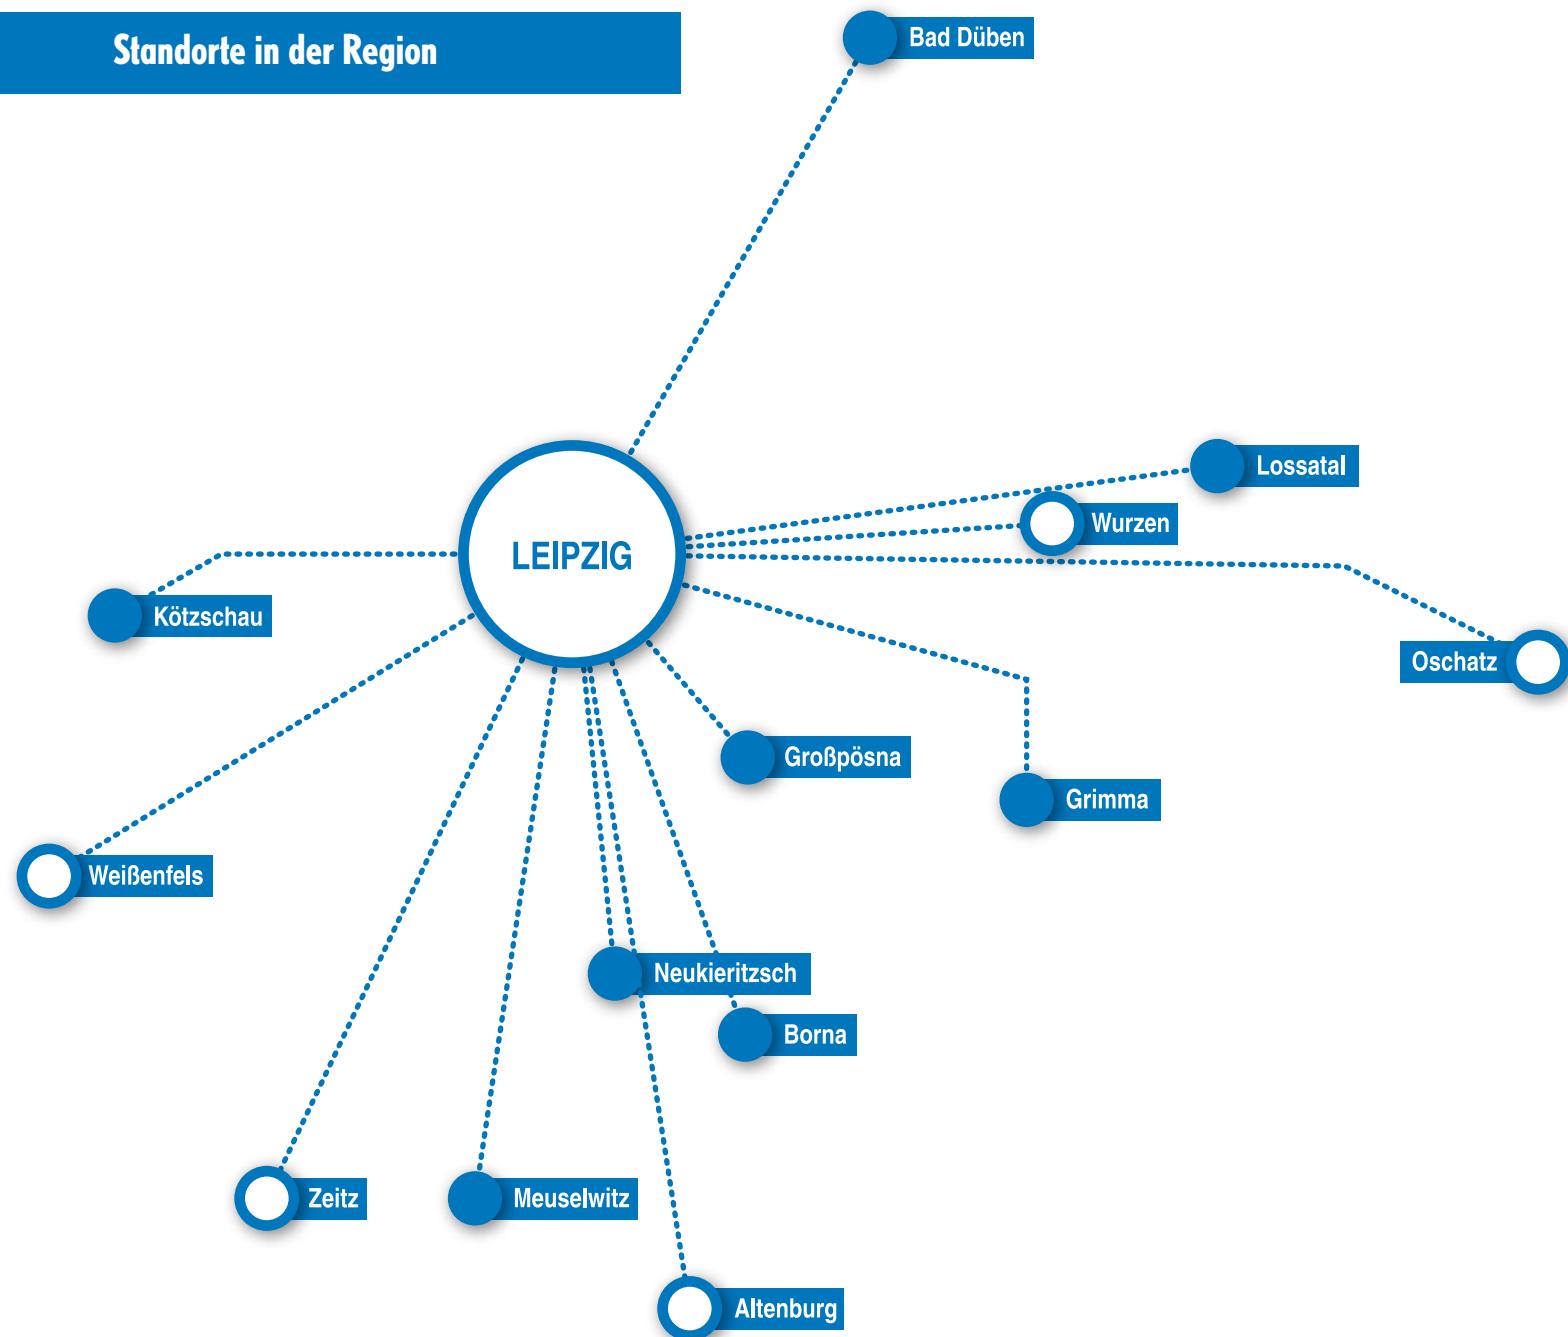 Standorte in der Region
Bad Düben
Lossatal
Wurzen
LEIPZIG
Kötzschau
Oschatz
Großpösna
Grimma
Weißenfels
Neukieritzsch
Borna
Zeitz
Meuselwitz
Altenburg